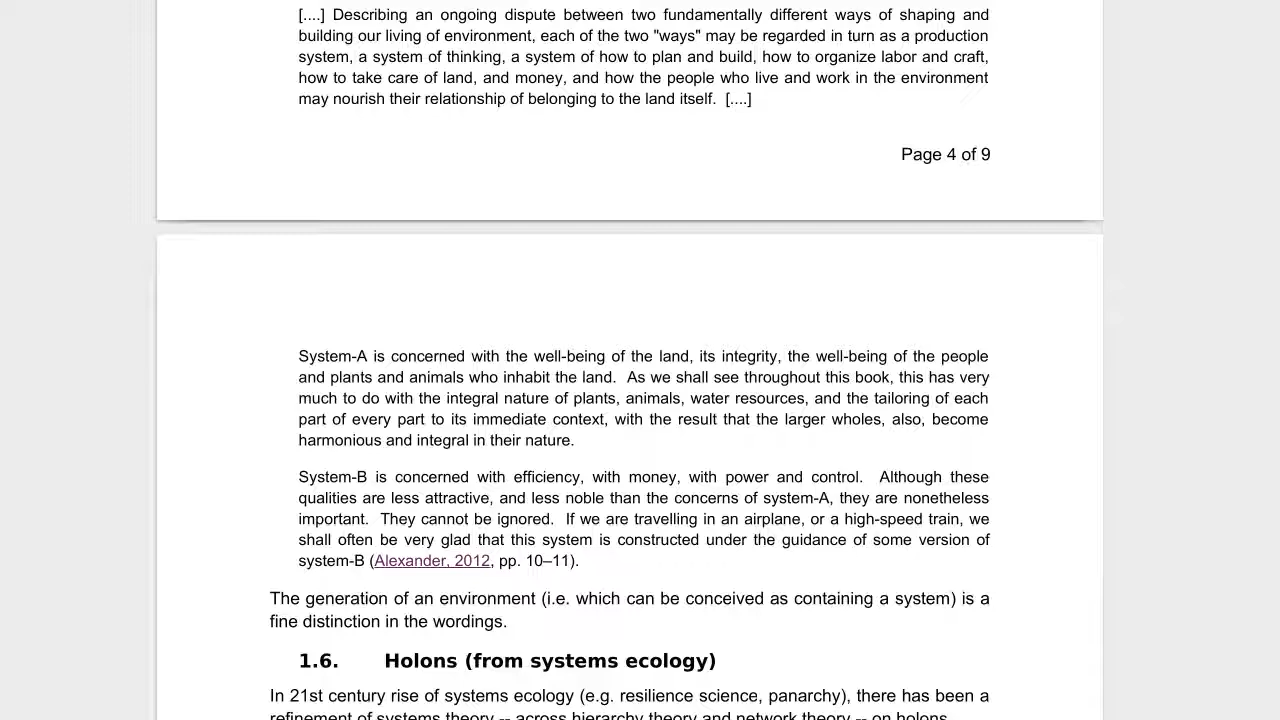 [....] Describing an ongoing dispute between two fundamentally different ways of shaping and
building our living of environment, each of the two "ways" may be regarded in turn as a production
system, a system of thinking, a system of how to plan and build, how to organize labor and craft,
how to take care of land, and money, and how the people who live and work in the environment
may nourish their relationship of belonging to the land itself.  [....]
Page 4 of 9
System-A is concerned with the well-being of the land, its integrity, the well-being of the people
and plants and animals who inhabit the land.  As we shall see throughout this book, this has very
much to do with the integral nature of plants, animals, water resources, and the tailoring of each
part of every part to its immediate context, with the result that the larger wholes, also, become
harmonious and integral in their nature.
System-B is concerned with efficiency, with money, with power and control.  Although these
qualities are less attractive, and less noble than the concerns of system-A, they are nonetheless
important.  They cannot be ignored.  If we are travelling in an airplane, or a high-speed train, we
shall often be very glad that this system is constructed under the guidance of some version of
system-B (Alexander, 2012, pp. 10–11).
The generation of an environment (i.e. which can be conceived as containing a system) is a
fine distinction in the wordings.
1.6. Holons (from systems ecology)
In 21st century rise of systems ecology (e.g. resilience science, panarchy), there has been a
refinement of systems theory -- across hierarchy theory and network theory -- on holons.